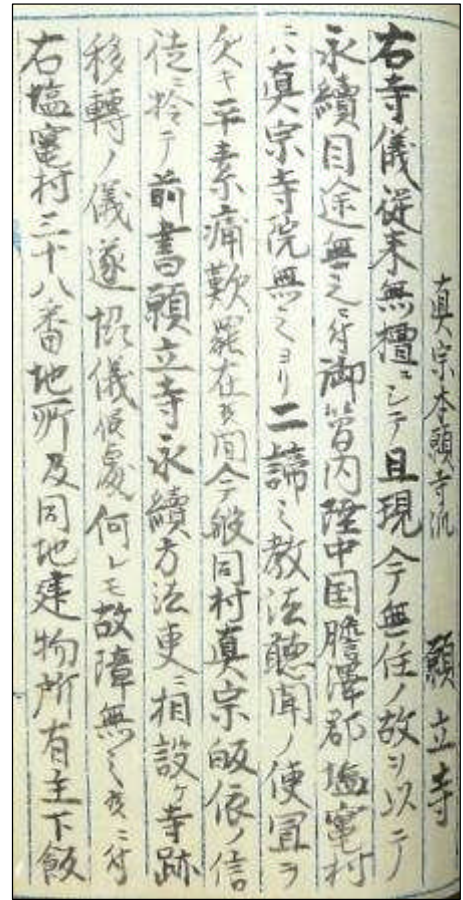 真宗本願寺派 願立寺
右寺儀従来無檀ニシテ且現今無住ノ故ヲ以テ
永續目途無之ニ付御管内陸中国膽澤郡塩竃村
ニハ真宗寺院無之ヨリ二諦之教法聴聞ノ便冝ヲ
欠キ平素痛歎罷在候間今般同村真宗皈依ノ信
徒ニ於テ前書願立寺永續方法更ニ相設ケ寺跡
移轉ノ儀遂協儀候處何レモ故障無之候ニ付
右塩竃村三十八番地所及同地建物所有主下飯